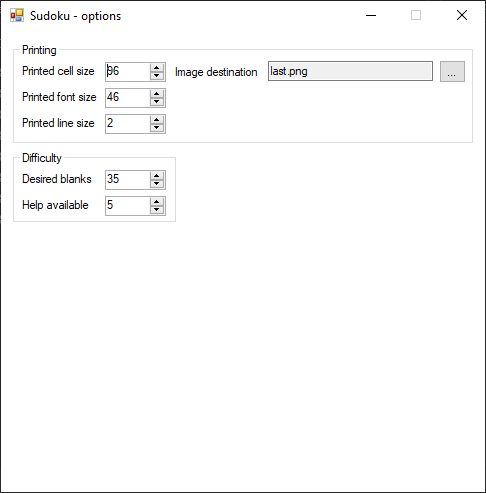 Sudoku - options
Printing
Printed cell size 96 Image destination last.png ...
Printed font size 46
Printed line size 2
Difficulty
Desired blanks 35
Help available 5